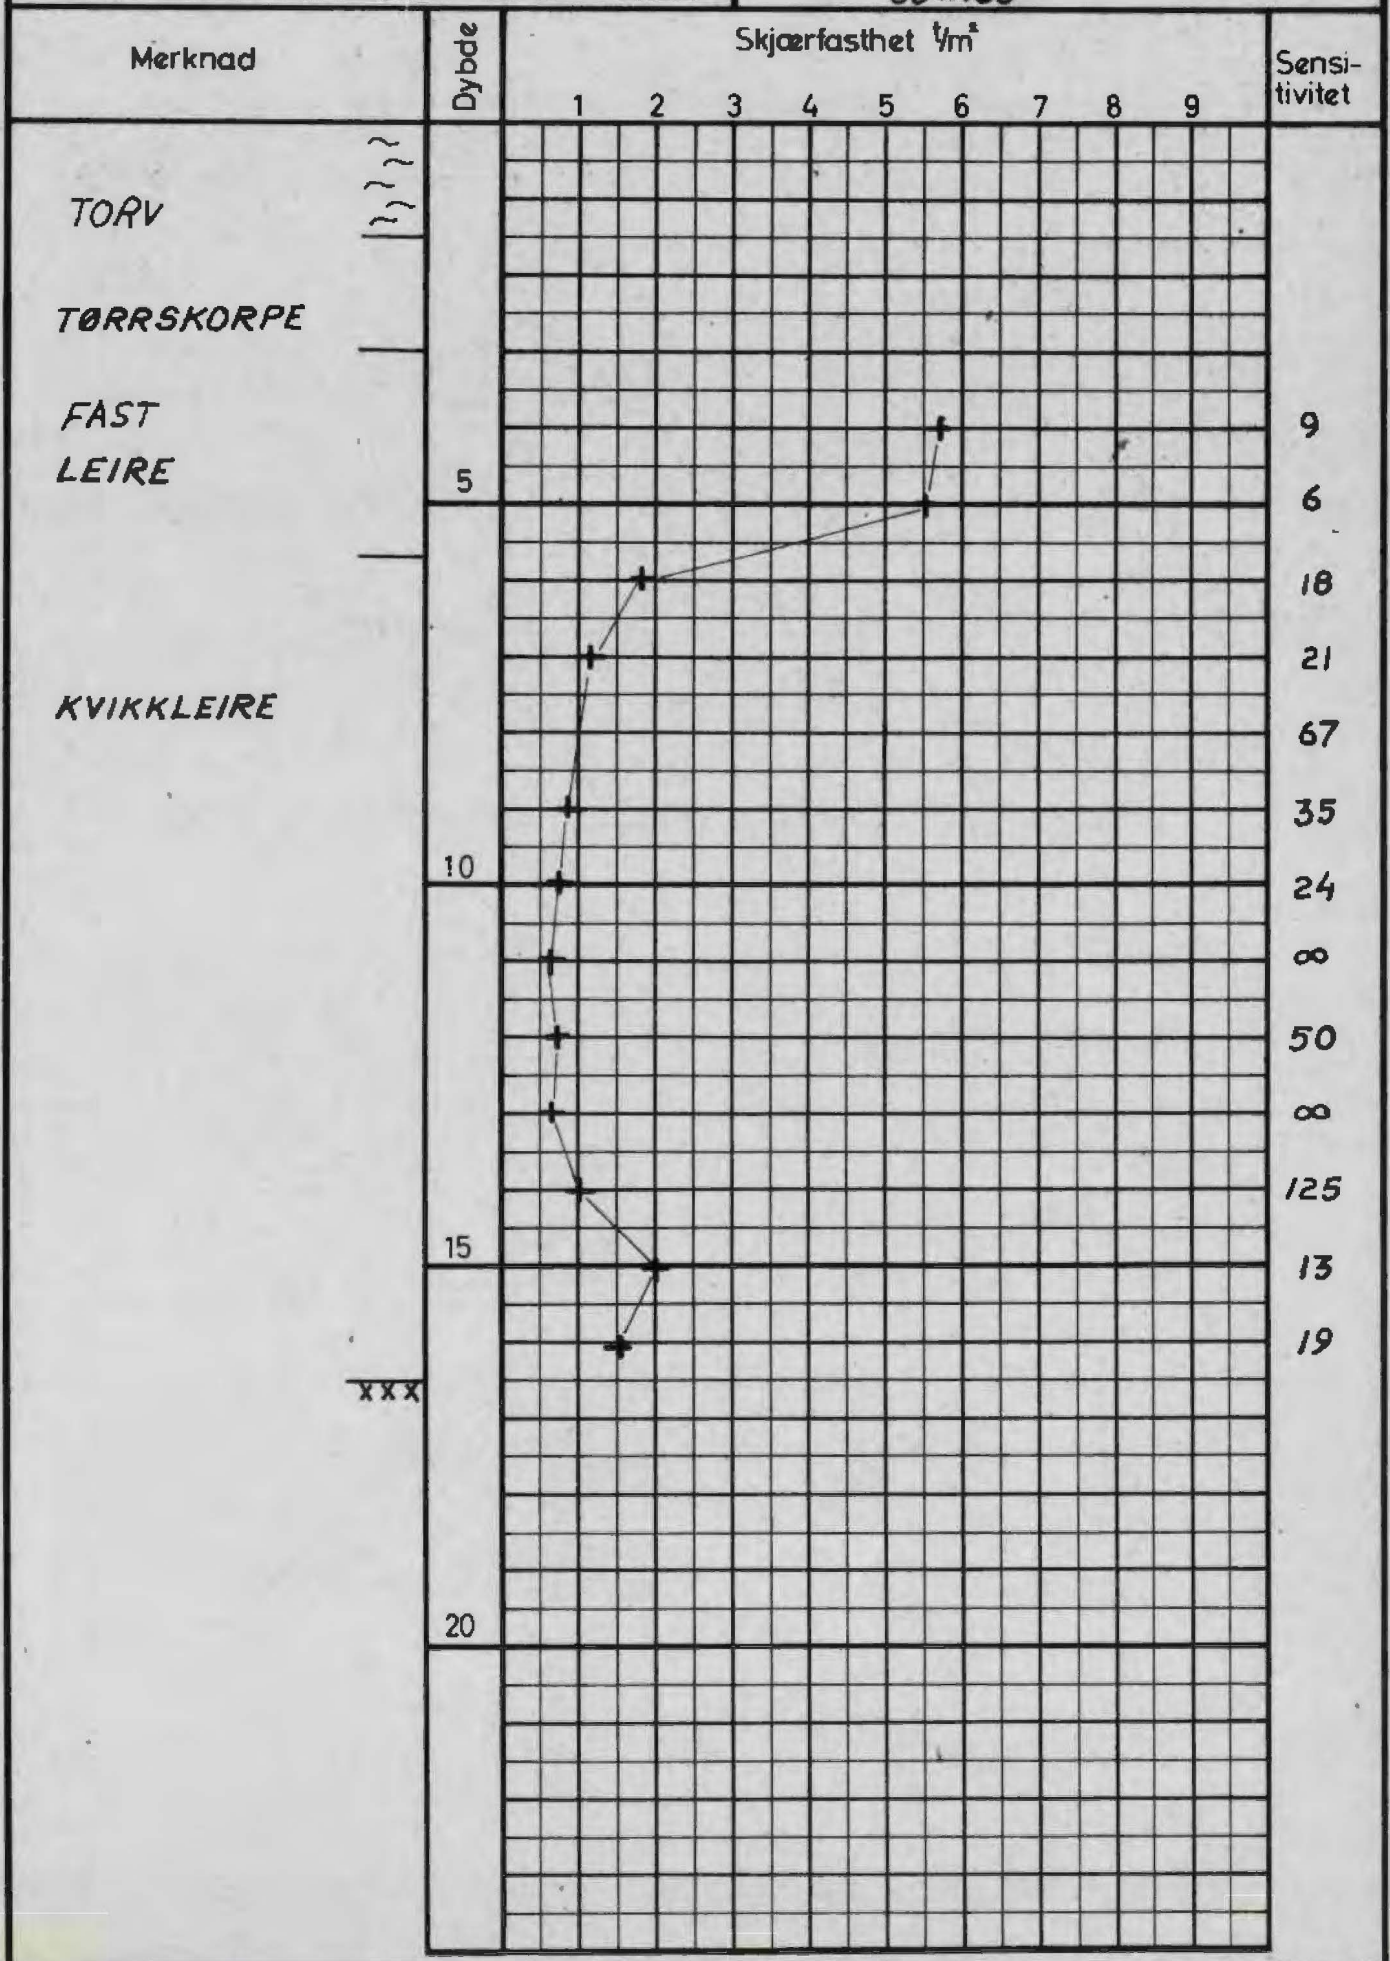 Merknad
Dybde
Skjærfasthet t/m²
Sensi-
tivitet
1 2 3 4 5 6 7 8 9
TORV
TØRRSKORPE
FAST
9
LEIRE
5
6
18
21
KVIKKLEIRE
67
35
10
24
∞
50
∞
125
15
13
19
xxx
20